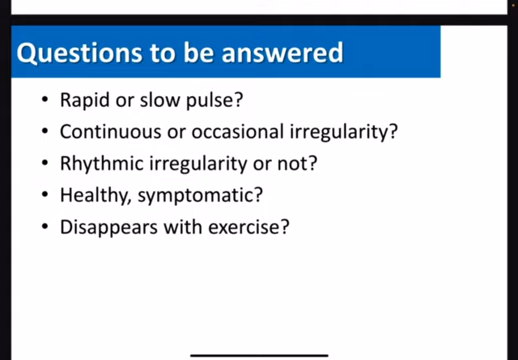 Questions to be answered
• Rapid or slow pulse?
• Continuous or occasional irregularity?
• Rhythmic irregularity or not?
• Healthy, symptomatic?
• Disappears with exercise?